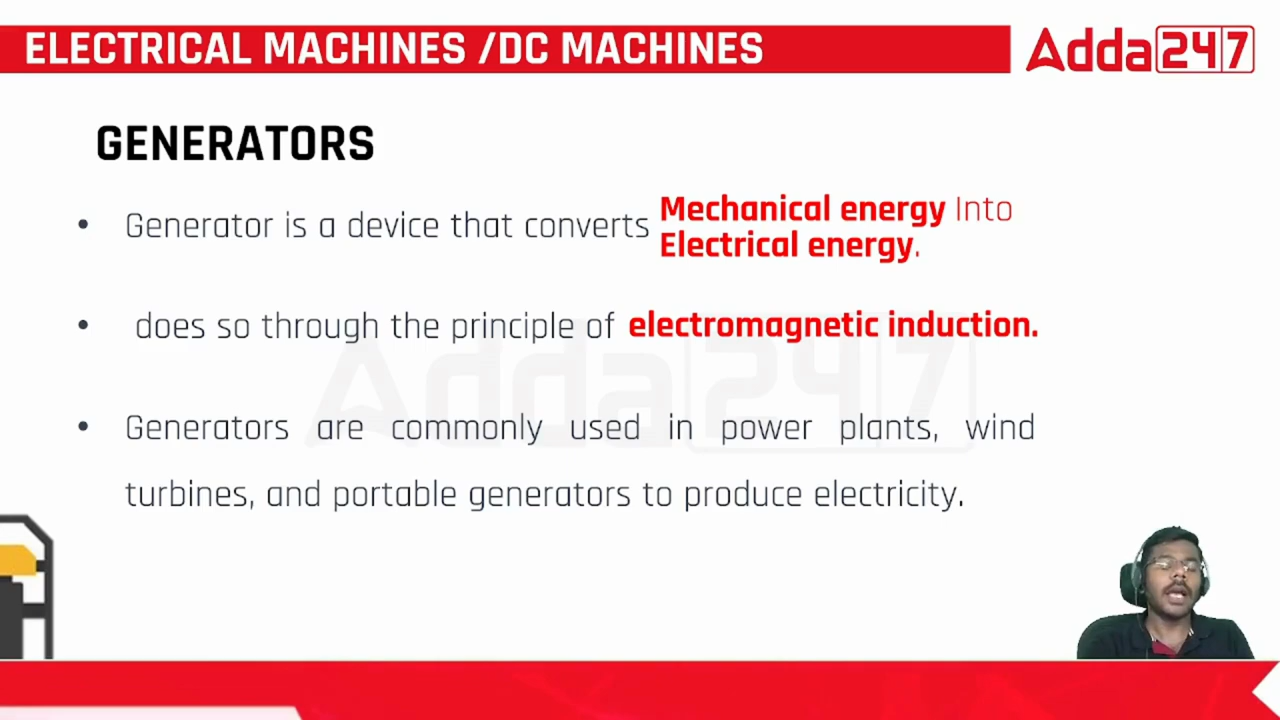 ELECTRICAL MACHINES /DC MACHINES
Adda247
GENERATORS
• Generator is a device that converts Mechanical energy Into
Electrical energy.
• does so through the principle of electromagnetic induction.
• Generators are commonly used in power plants, wind
turbines, and portable generators to produce electricity.
Adda247